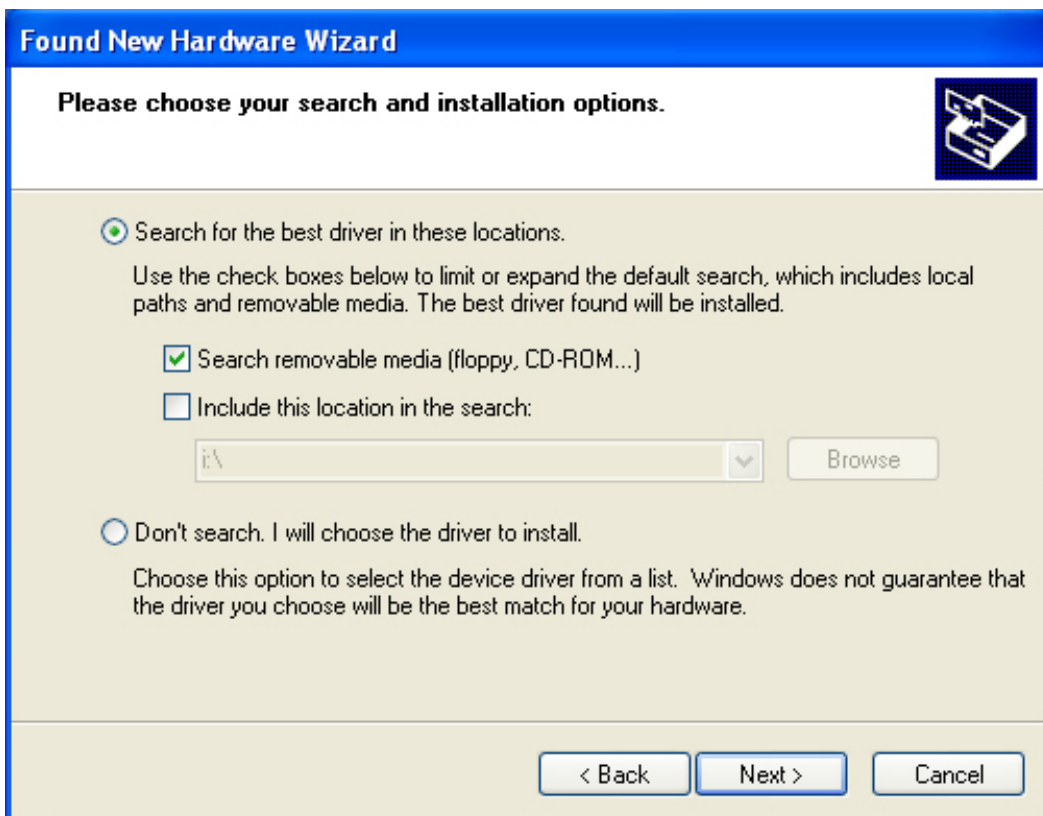 Found New Hardware Wizard
Please choose your search and installation options.
Search for the best driver in these locations.
Use the check boxes below to limit or expand the default search, which includes local
paths and removable media. The best driver found will be installed.
Search removable media (floppy, CD-ROM...)
Include this location in the search:
i:\
Browse
Don't search. I will choose the driver to install.
Choose this option to select the device driver from a list.  Windows does not guarantee that
the driver you choose will be the best match for your hardware.
< Back
Next >
Cancel